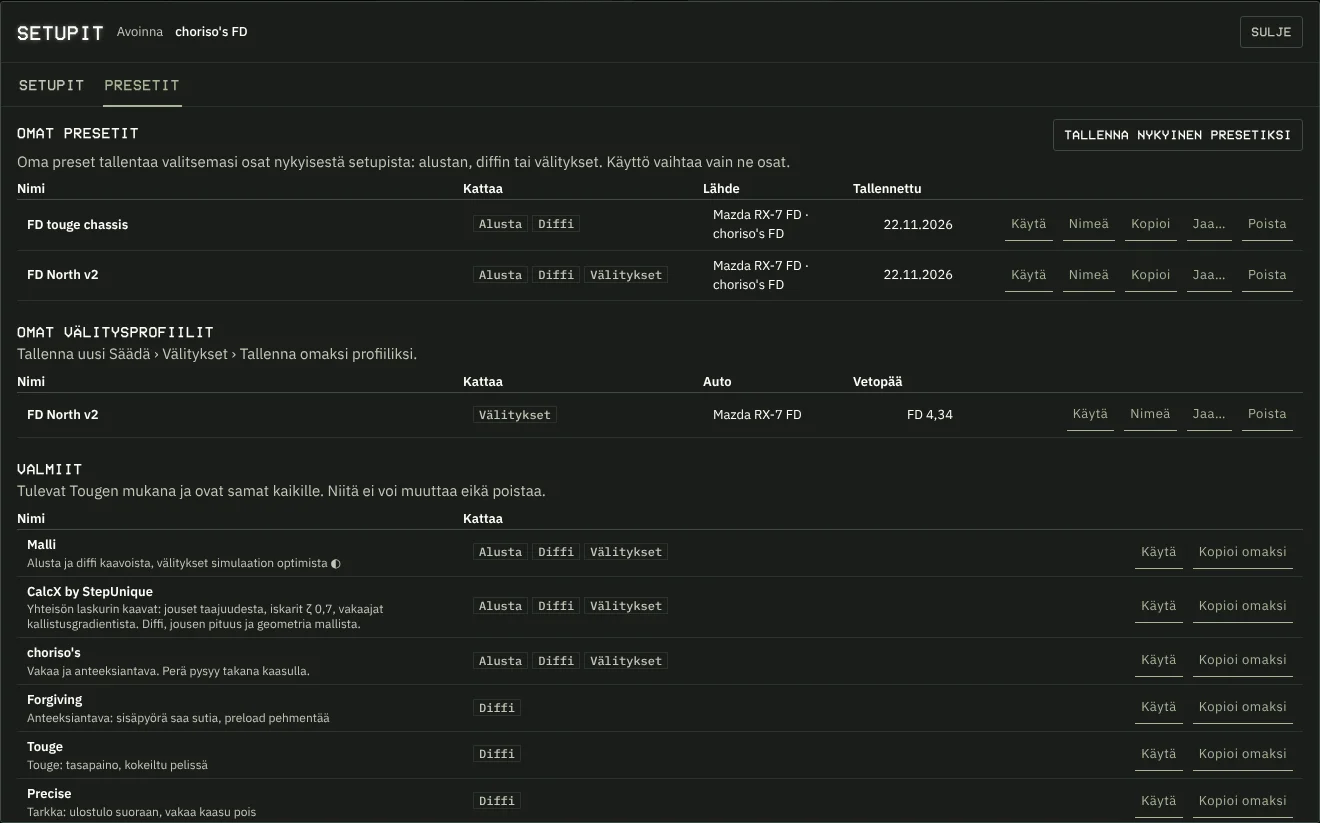 SETUPIT Avoinna choriso's FD SULJE
SETUPIT PRESETIT
OMAT PRESETIT TALLENNA NYKYINEN PRESETIKSI
Oma preset tallentaa valitsemasi osat nykyisestä setupista: alustan, diffin tai välitykset. Käyttö vaihtaa vain ne osat.
Nimi Kattaa Lähde Tallennettu
FD touge chassis Alusta Diffi Mazda RX-7 FD · 22.11.2026 Käytä Nimeä Kopioi Jaa… Poista
choriso's FD
FD North v2 Alusta Diffi Välitykset Mazda RX-7 FD · 22.11.2026 Käytä Nimeä Kopioi Jaa… Poista
choriso's FD
OMAT VÄLITYSPROFIILIT
Tallenna uusi Säädä › Välitykset › Tallenna omaksi profiiliksi.
Nimi Kattaa Auto Vetopää
FD North v2 Välitykset Mazda RX-7 FD FD 4,34 Käytä Nimeä Jaa… Poista
VALMIIT
Tulevat Tougen mukana ja ovat samat kaikille. Niitä ei voi muuttaa eikä poistaa.
Nimi Kattaa
Malli Alusta Diffi Välitykset Käytä Kopioi omaksi
Alusta ja diffi kaavoista, välitykset simulaation optimista ◐
CalcX by StepUnique Alusta Diffi Välitykset Käytä Kopioi omaksi
Yhteisön laskurin kaavat: jouset taajuudesta, iskarit ζ 0,7, vakaajat
kallistusgradientista. Diffi, jousen pituus ja geometria mallista.
choriso's Alusta Diffi Välitykset Käytä Kopioi omaksi
Vakaa ja anteeksiantava. Perä pysyy takana kaasulla.
Forgiving Diffi Käytä Kopioi omaksi
Anteeksiantava: sisäpyörä saa sutia, preload pehmentää
Touge Diffi Käytä Kopioi omaksi
Touge: tasapaino, kokeiltu pelissä
Precise Diffi Käytä Kopioi omaksi
Tarkka: ulostulo suoraan, vakaa kaasu pois